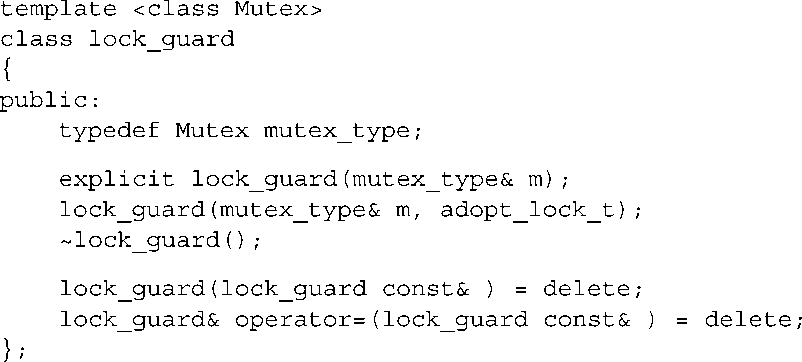 template <class Mutex>
class lock_guard
{
public:
    typedef Mutex mutex_type;
    explicit lock_guard(mutex_type& m);
    lock_guard(mutex_type& m, adopt_lock_t);
    ~lock_guard();
    lock_guard(lock_guard const& ) = delete;
    lock_guard& operator=(lock_guard const& ) = delete;
};